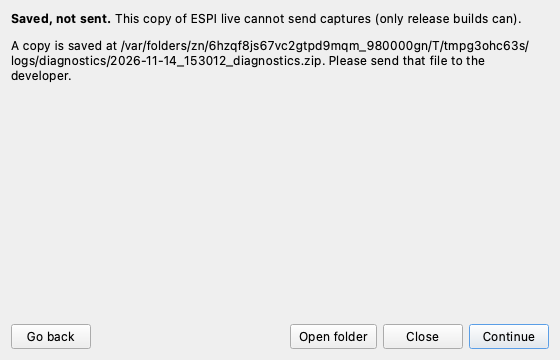 Saved, not sent. This copy of ESPI live cannot send captures (only release builds can).
A copy is saved at /var/folders/zn/6hzqf8js67vc2gtpd9mqm_980000gn/T/tmpg3ohc63s/
logs/diagnostics/2026-11-14_153012_diagnostics.zip. Please send that file to the
developer.
Go back
Open folder
Close
Continue